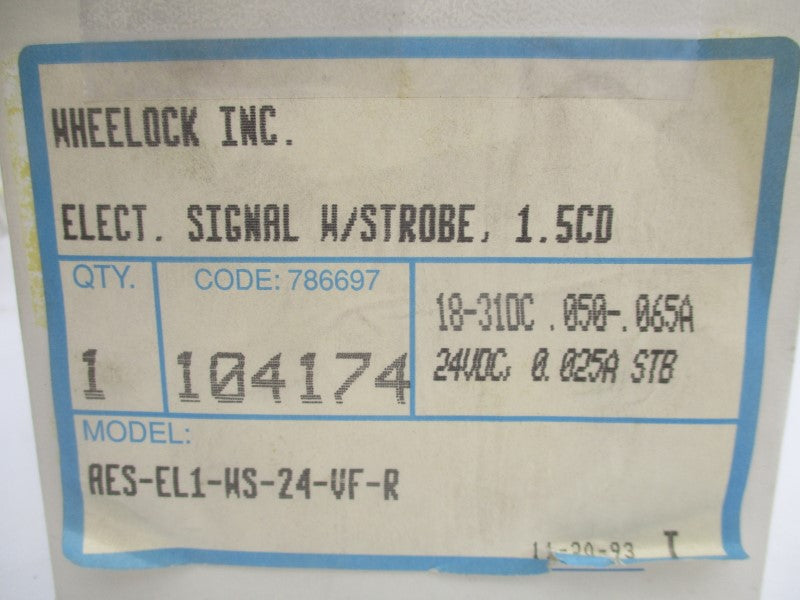 WHEELOCK INC.
ELECT. SIGNAL W/STROBE, 1.5CD
QTY.
1
CODE: 786697
104174
18-31DC .050-.065A
24VDC, 0.025A STB
MODEL:
AES-EL1-WS-24-VF-R
T